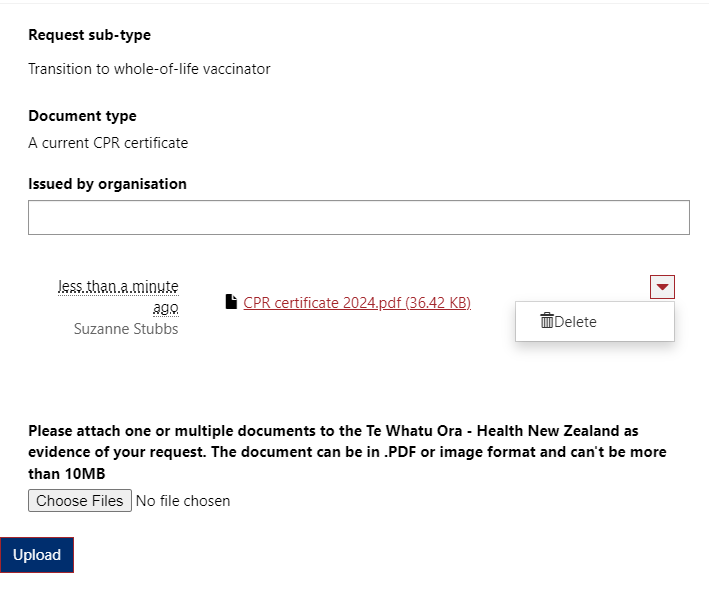 Request sub-type
Transition to whole-of-life vaccinator
Document type
A current CPR certificate
Issued by organisation
less than a minute
ago
Suzanne Stubbs
CPR certificate 2024.pdf (36.42 KB)
Delete
Please attach one or multiple documents to the Te Whatu Ora - Health New Zealand as
evidence of your request. The document can be in .PDF or image format and can't be more
than 10MB
Choose Files No file chosen
Upload